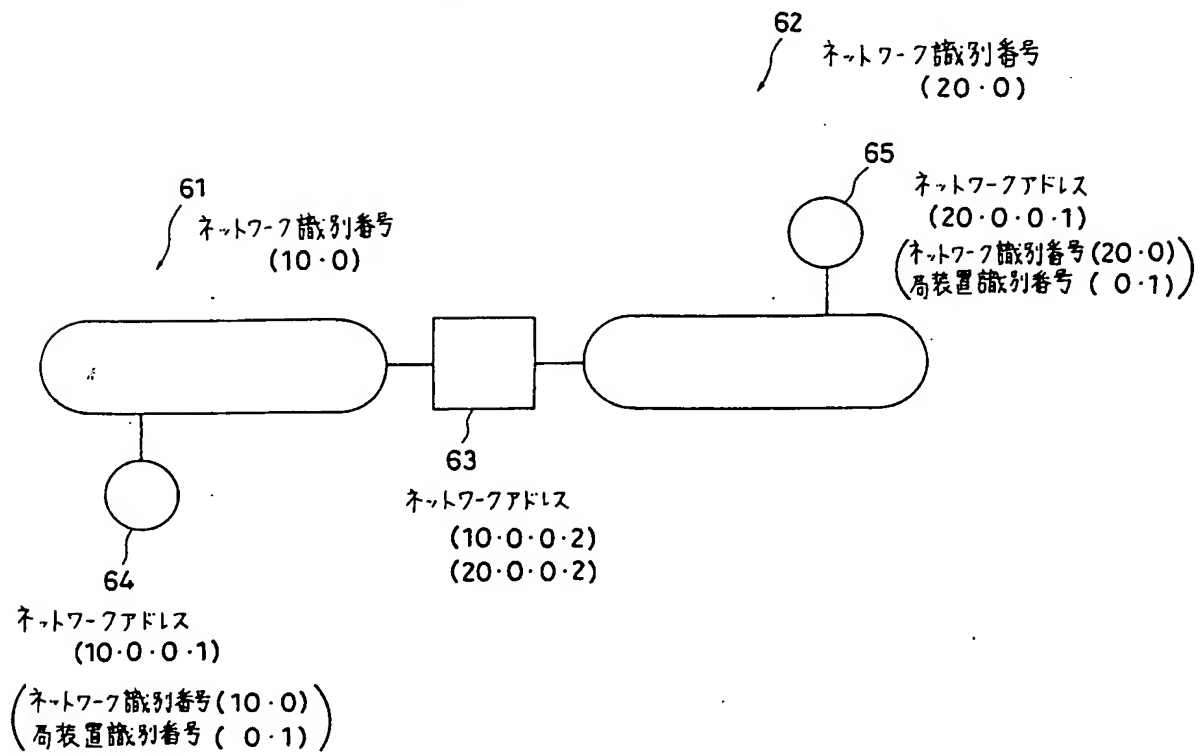 62
ネットワーク識別番号
(20・0)
65
ネットワークアドレス
(20・0・0・1)
(ネットワーク識別番号(20・0)
局装置識別番号 ( 0・1))
61
ネットワーク識別番号
(10・0)
63
ネットワークアドレス
(10・0・0・2)
(20・0・0・2)
64
ネットワークアドレス
(10・0・0・1)
(ネットワーク識別番号(10・0)
局装置識別番号 ( 0・1))